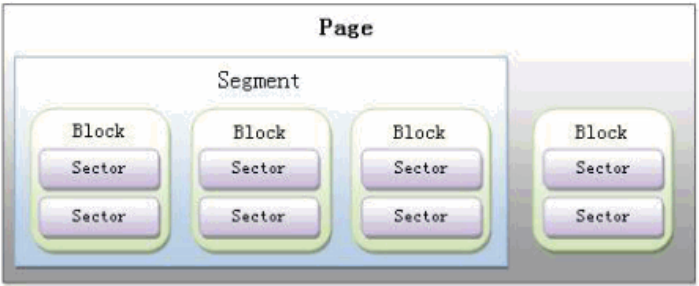 Page
Segment
Block Block Block Block
Sector Sector Sector Sector
Sector Sector Sector Sector